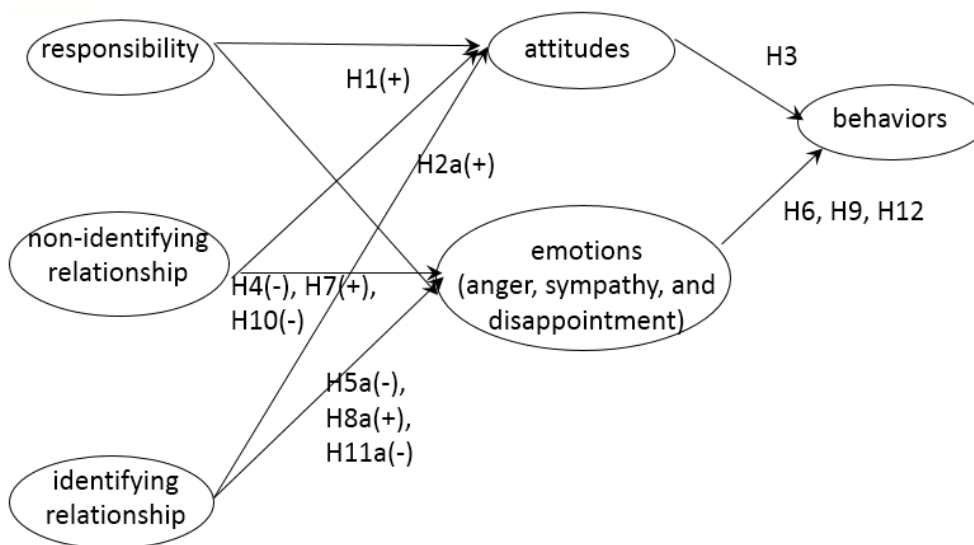 responsibility
attitudes
H3
H1(+)
behaviors
H2a(+)
H6, H9, H12
non-identifying
relationship
emotions
(anger, sympathy, and
disappointment)
H4(-), H7(+),
H10(-)
H5a(-),
H8a(+),
H11a(-)
identifying
relationship